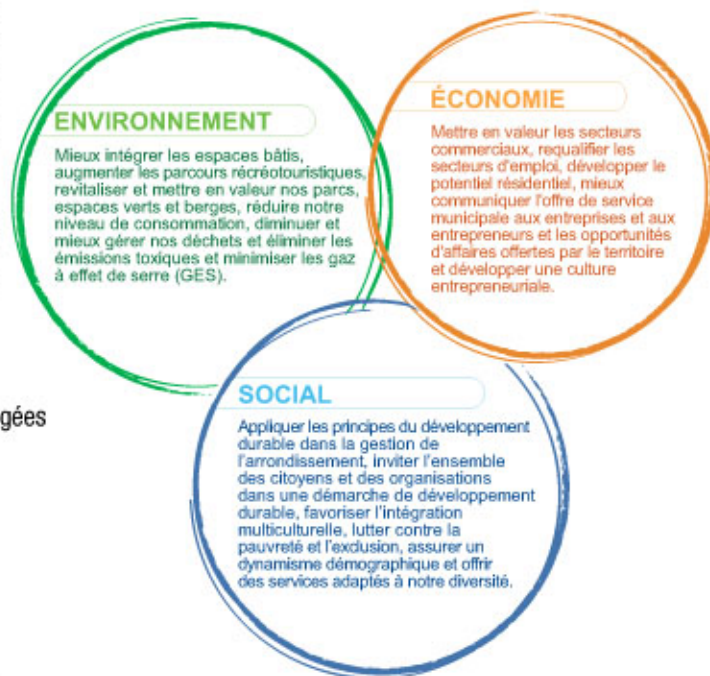 ENVIRONNEMENT
Mieux intégrer les espaces bâtis,
augmenter les parcours récréotouristiques,
revitaliser et mettre en valeur nos parcs,
espaces verts et berges, réduire notre
niveau de consommation, diminuer et
mieux gérer nos déchets et éliminer les
émissions toxiques et minimiser les gaz
à effet de serre (GES).
ÉCONOMIE
Mettre en valeur les secteurs
commerciaux, requalifier les
secteurs d'emploi, développer le
potentiel résidentiel, mieux
communiquer l'offre de service
municipale aux entreprises et aux
entrepreneurs et les opportunités
d'affaires offertes par le territoire
et développer une culture
entrepreneuriale.
gées
SOCIAL
Appliquer les principes du développement
durable dans la gestion de
l'arrondissement, inviter l'ensemble
des citoyens et des organisations
dans une démarche de développement
durable, favoriser l'intégration
multiculturelle, lutter contre la
pauvreté et l'exclusion, assurer un
dynamisme démographique et offrir
des services adaptés à notre diversité.